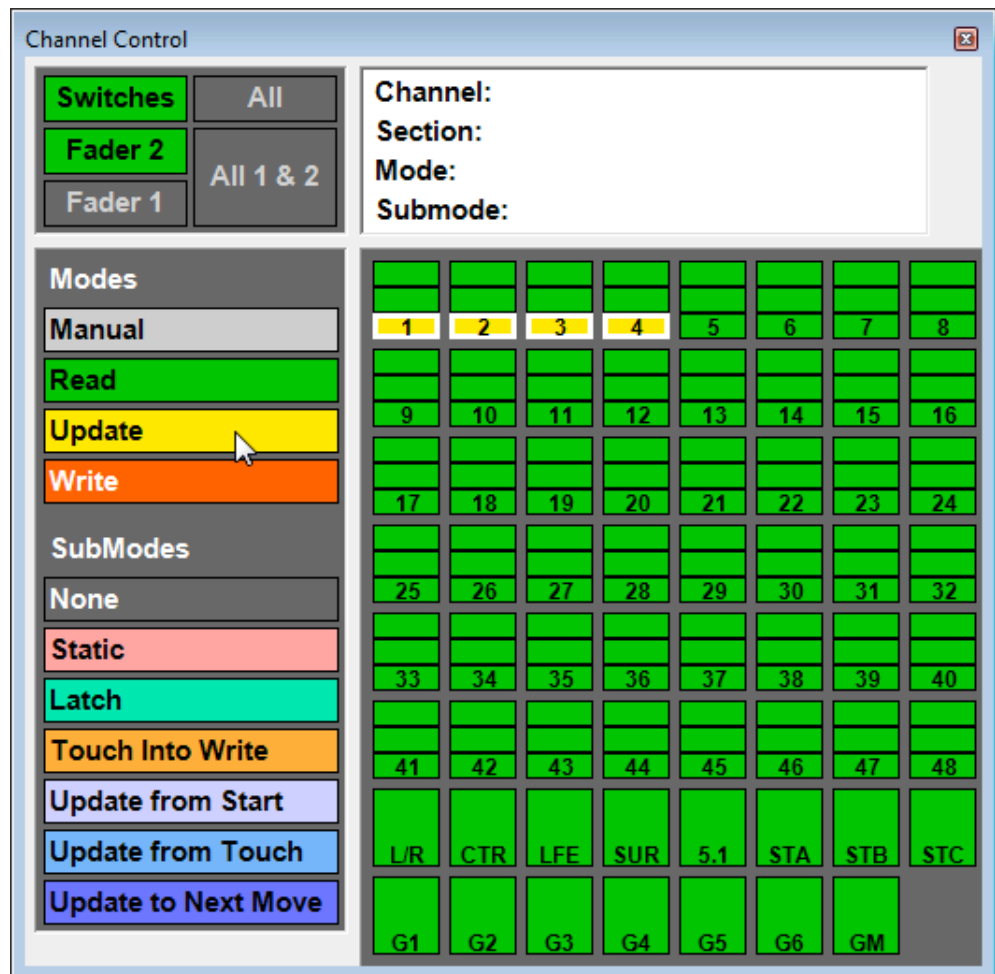 Channel Control
Switches All
Fader 2
All 1 & 2
Fader 1
Channel:
Section:
Mode:
Submode:
Modes
Manual
Read
Update
Write
SubModes
None
Static
Latch
Touch Into Write
Update from Start
Update from Touch
Update to Next Move
1 2 3 4 5 6 7 8
9 10 11 12 13 14 15 16
17 18 19 20 21 22 23 24
25 26 27 28 29 30 31 32
33 34 35 36 37 38 39 40
41 42 43 44 45 46 47 48
L/R CTR LFE SUR 5.1 STA STB STC
G1 G2 G3 G4 G5 G6 GM